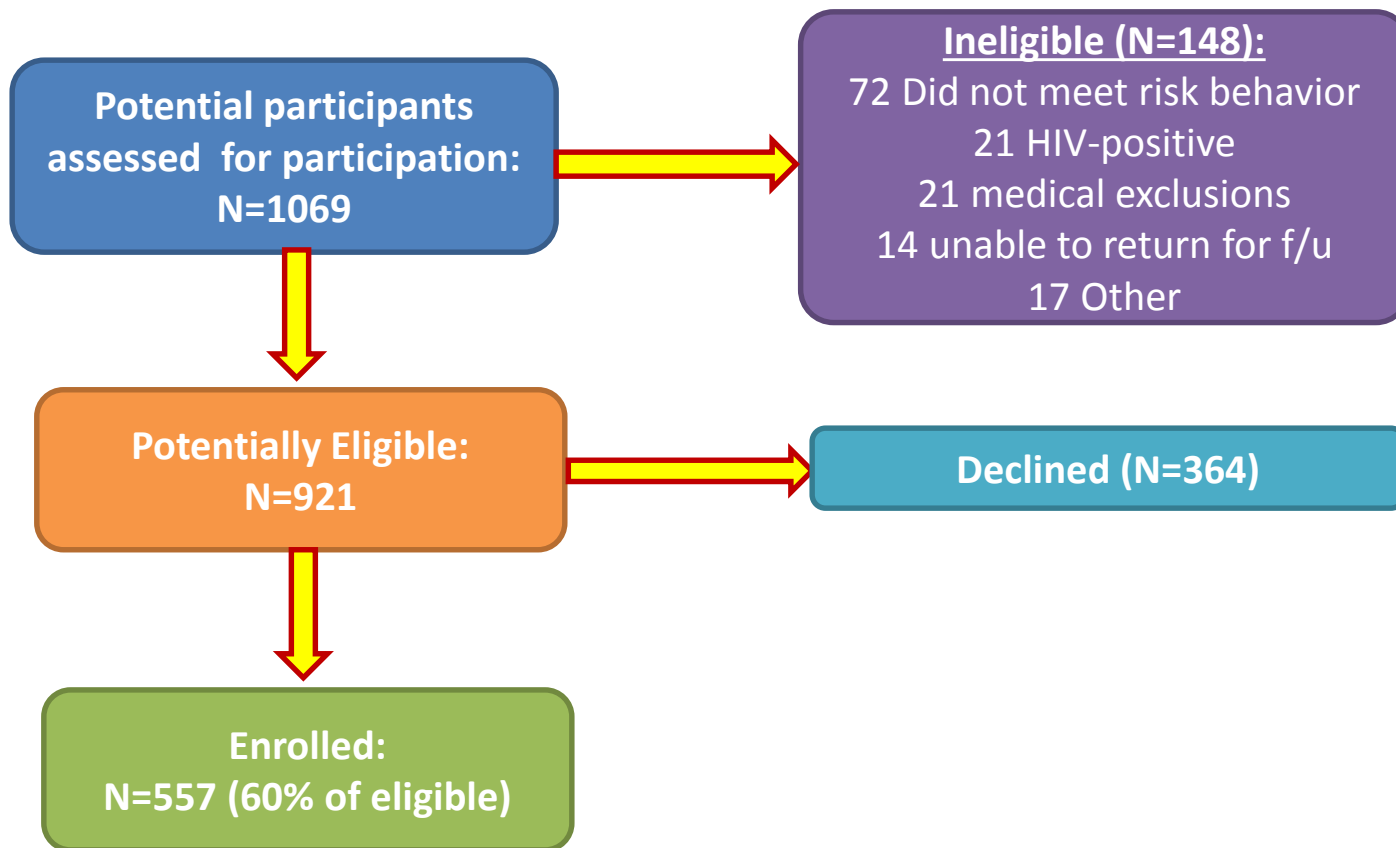 Potential participants
assessed for participation:
N=1069
Ineligible (N=148):
72 Did not meet risk behavior
21 HIV-positive
21 medical exclusions
14 unable to return for f/u
17 Other
Potentially Eligible:
N=921
Declined (N=364)
Enrolled:
N=557 (60% of eligible)